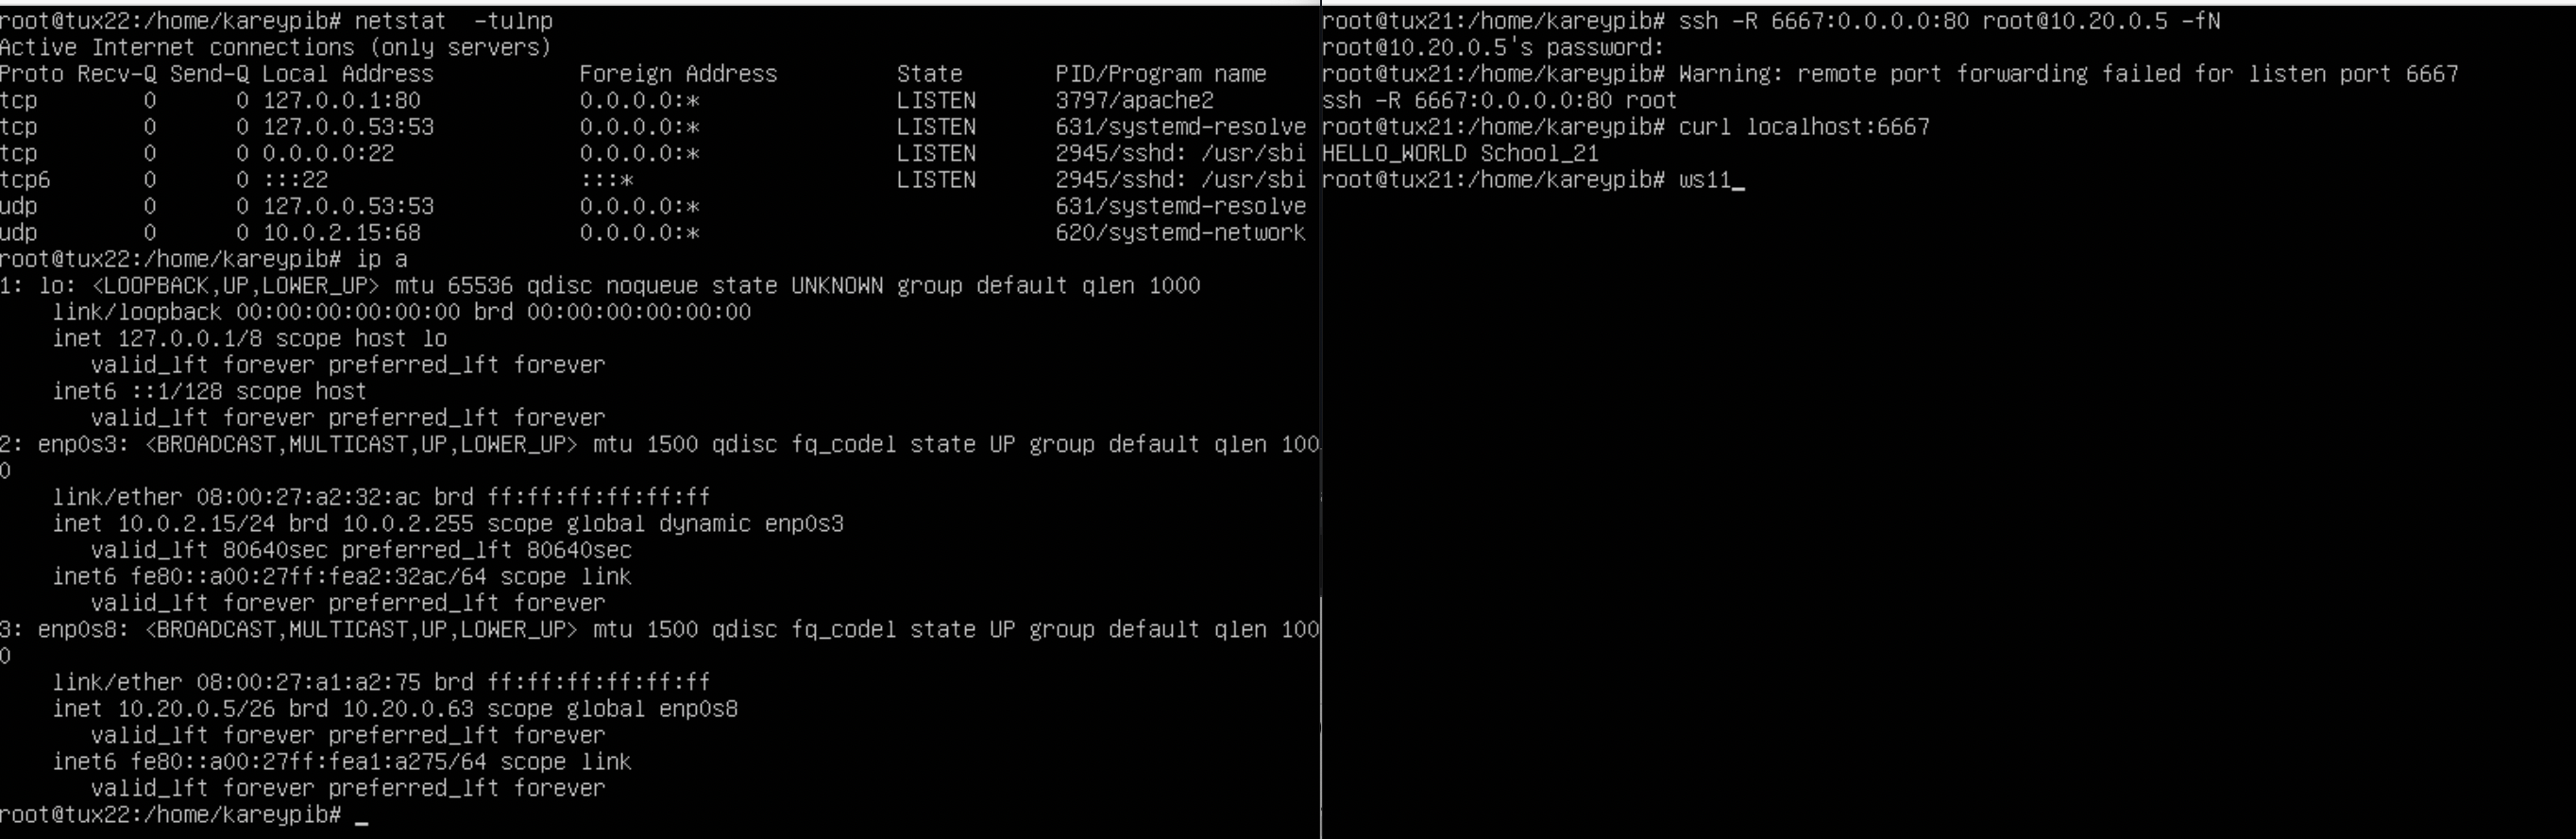 root@tux22:/home/kareypib# netstat  -tulnp
Active Internet connections (only servers)
Proto Recv-Q Send-Q Local Address           Foreign Address         State       PID/Program name
tcp        0      0 127.0.0.1:80            0.0.0.0:*               LISTEN      3797/apache2
tcp        0      0 127.0.0.53:53           0.0.0.0:*               LISTEN      631/systemd-resolve
tcp        0      0 0.0.0.0:22              0.0.0.0:*               LISTEN      2945/sshd: /usr/sbi
tcp6       0      0 :::22                   :::*                    LISTEN      2945/sshd: /usr/sbi
udp        0      0 127.0.0.53:53           0.0.0.0:*                           631/systemd-resolve
udp        0      0 10.0.2.15:68            0.0.0.0:*                           620/systemd-network
root@tux22:/home/kareypib# ip a
1: lo: <LOOPBACK,UP,LOWER_UP> mtu 65536 qdisc noqueue state UNKNOWN group default qlen 1000
    link/loopback 00:00:00:00:00:00 brd 00:00:00:00:00:00
    inet 127.0.0.1/8 scope host lo
       valid_lft forever preferred_lft forever
    inet6 ::1/128 scope host
       valid_lft forever preferred_lft forever
2: enp0s3: <BROADCAST,MULTICAST,UP,LOWER_UP> mtu 1500 qdisc fq_codel state UP group default qlen 100
0
    link/ether 08:00:27:a2:32:ac brd ff:ff:ff:ff:ff:ff
    inet 10.0.2.15/24 brd 10.0.2.255 scope global dynamic enp0s3
       valid_lft 80640sec preferred_lft 80640sec
    inet6 fe80::a00:27ff:fea2:32ac/64 scope link
       valid_lft forever preferred_lft forever
3: enp0s8: <BROADCAST,MULTICAST,UP,LOWER_UP> mtu 1500 qdisc fq_codel state UP group default qlen 100
0
    link/ether 08:00:27:a1:a2:75 brd ff:ff:ff:ff:ff:ff
    inet 10.20.0.5/26 brd 10.20.0.63 scope global enp0s8
       valid_lft forever preferred_lft forever
    inet6 fe80::a00:27ff:fea1:a275/64 scope link
       valid_lft forever preferred_lft forever
root@tux22:/home/kareypib# _
root@tux21:/home/kareypib# ssh -R 6667:0.0.0.0:80 root@10.20.0.5 -fN
root@10.20.0.5's password:
root@tux21:/home/kareypib# Warning: remote port forwarding failed for listen port 6667
ssh -R 6667:0.0.0.0:80 root
root@tux21:/home/kareypib# curl localhost:6667
HELLO_WORLD School_21
root@tux21:/home/kareypib# ws11_